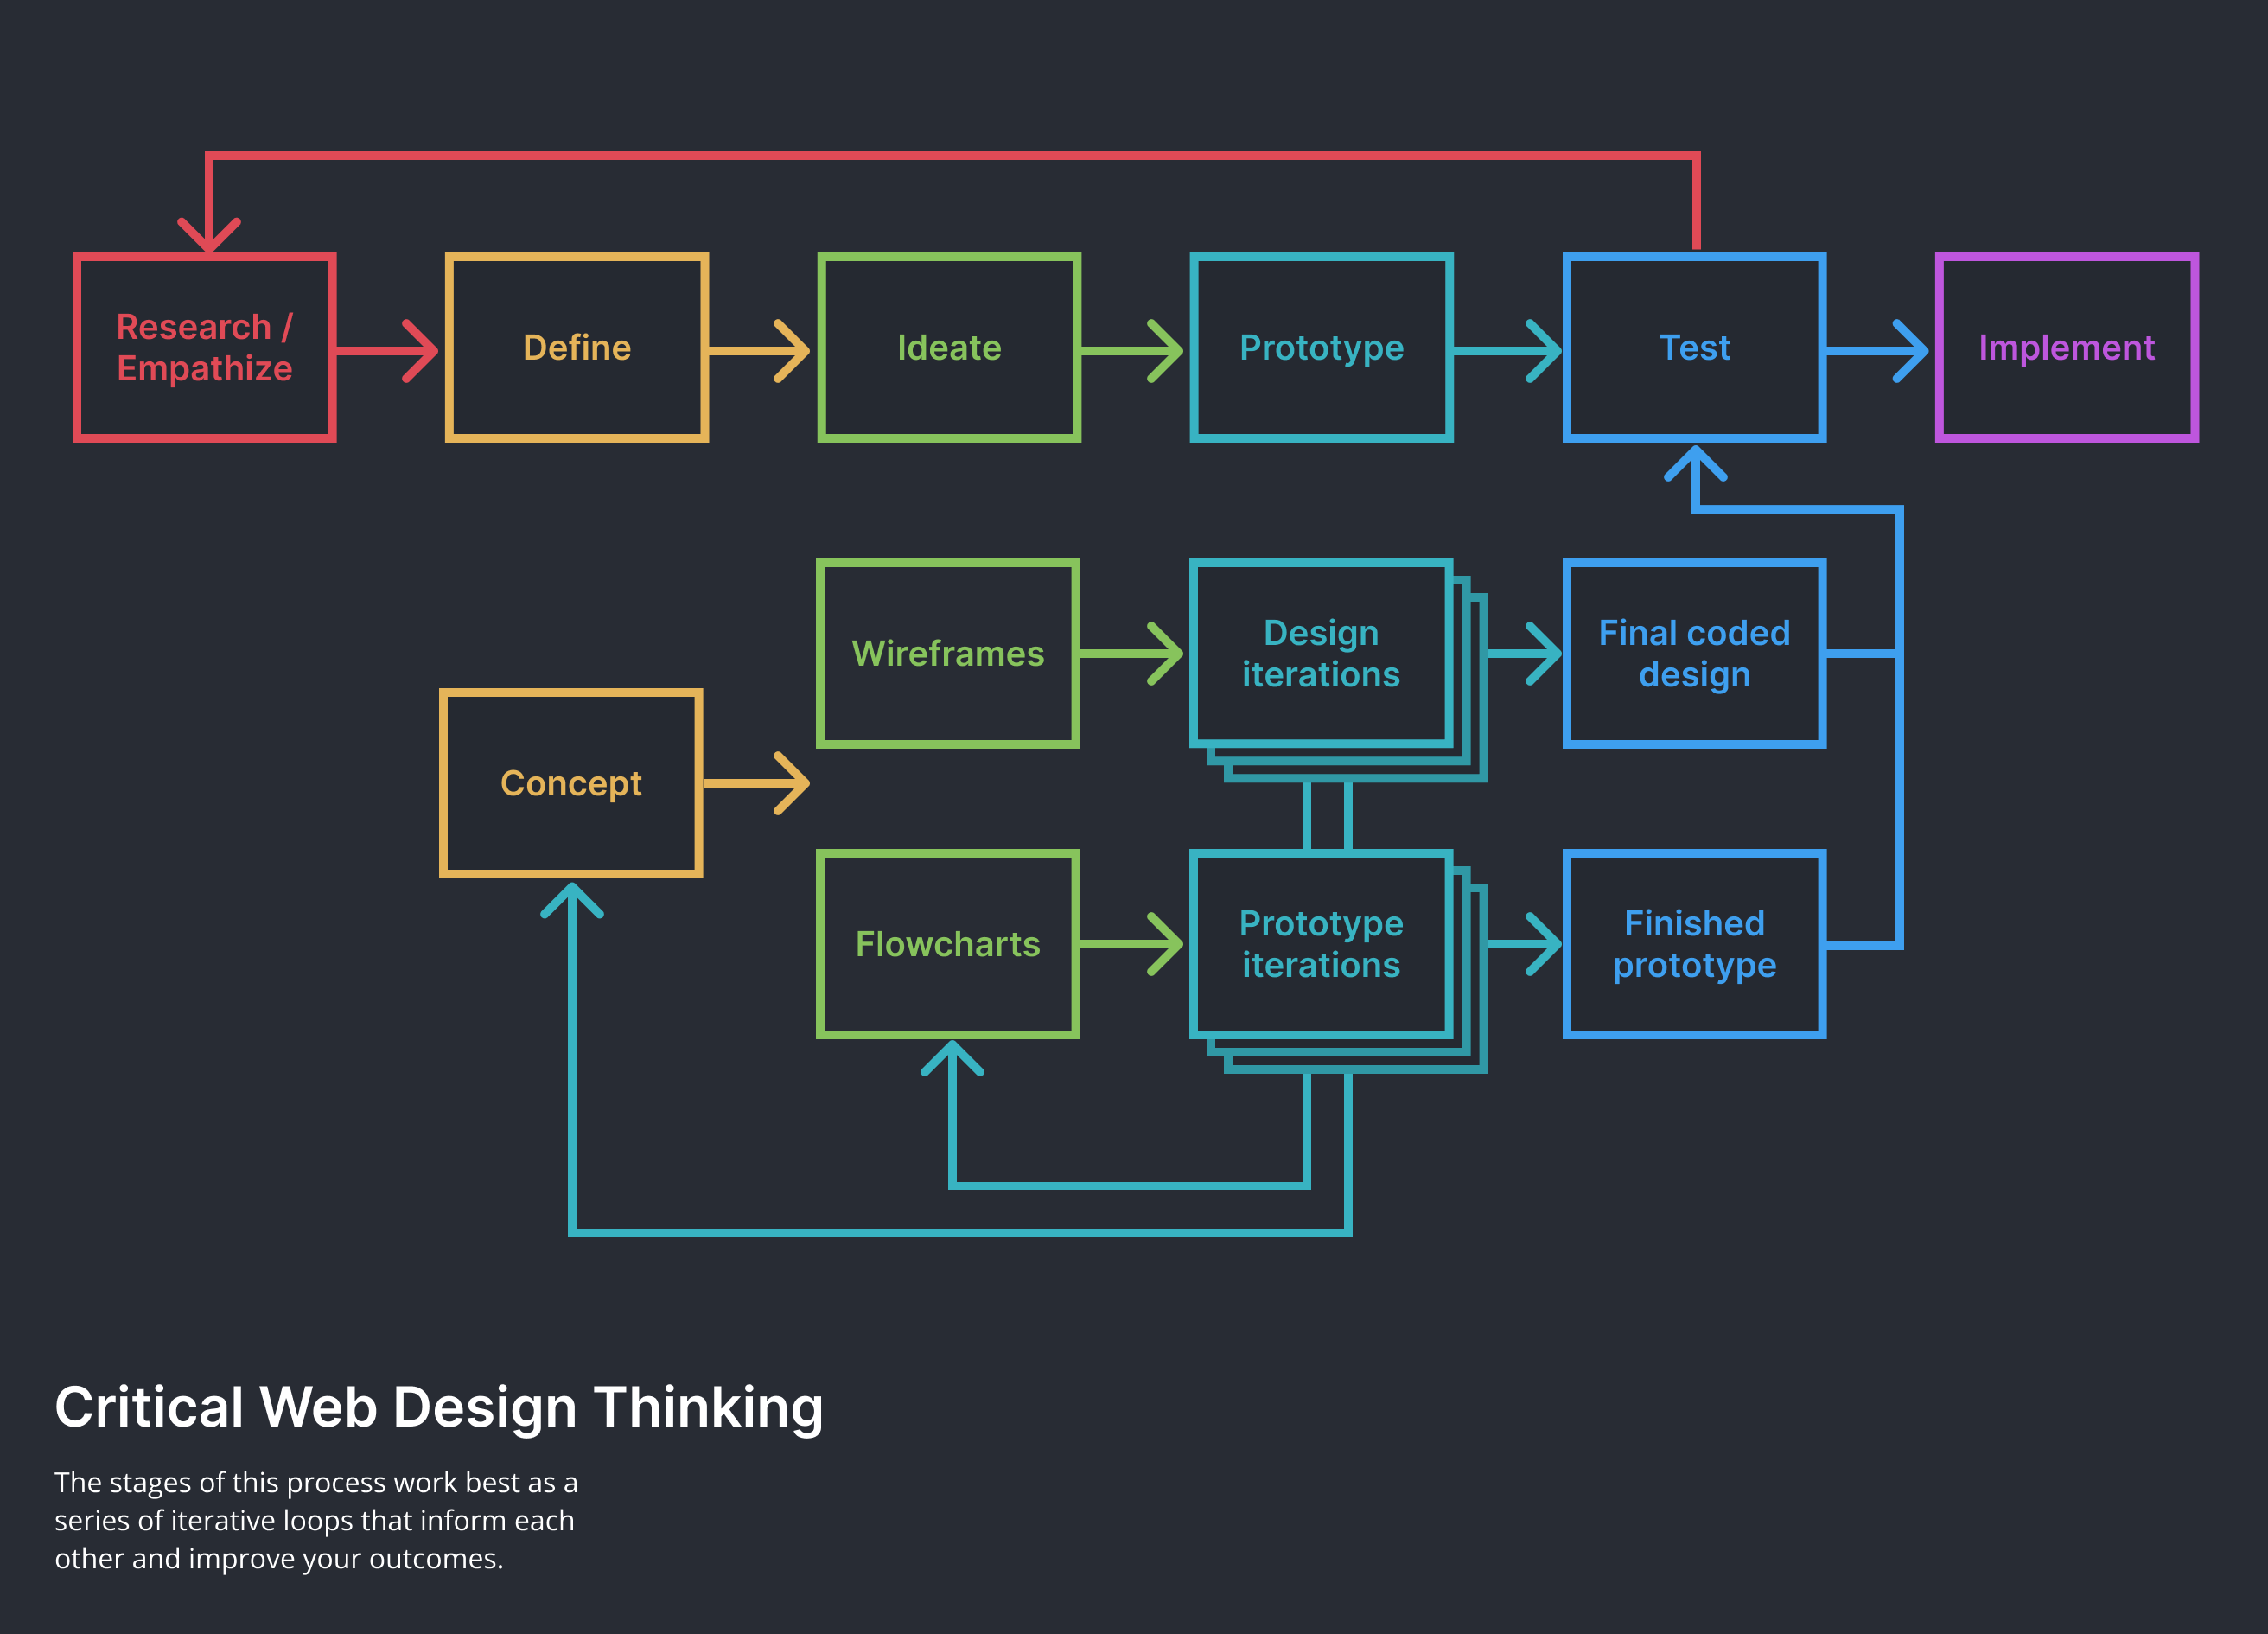 Research /
Empathize
Define
Ideate
Prototype
Test
Implement
Wireframes
Design
iterations
Final coded
design
Concept
Flowcharts
Prototype
iterations
Finished
prototype
Critical Web Design Thinking
The stages of this process work best as a
series of iterative loops that inform each
other and improve your outcomes.